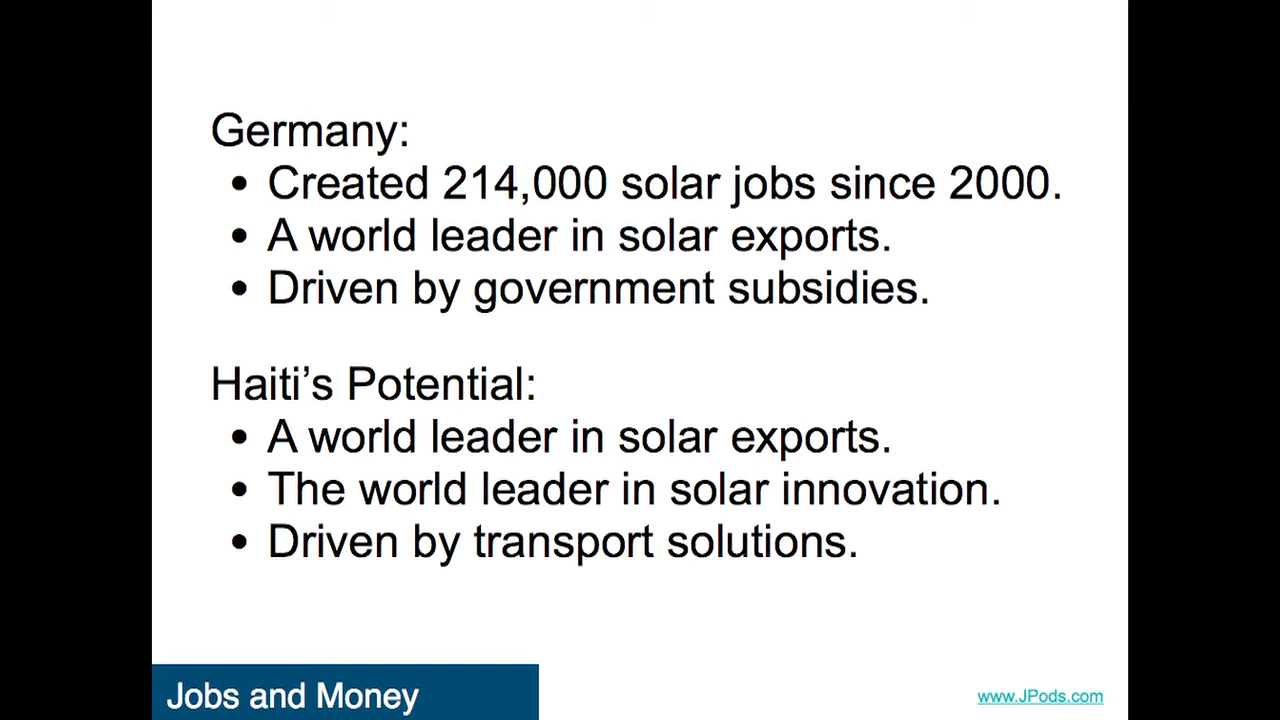 Germany:
• Created 214,000 solar jobs since 2000.
• A world leader in solar exports.
• Driven by government subsidies.
Haiti’s Potential:
• A world leader in solar exports.
• The world leader in solar innovation.
• Driven by transport solutions.
Jobs and Money
www.JPods.com